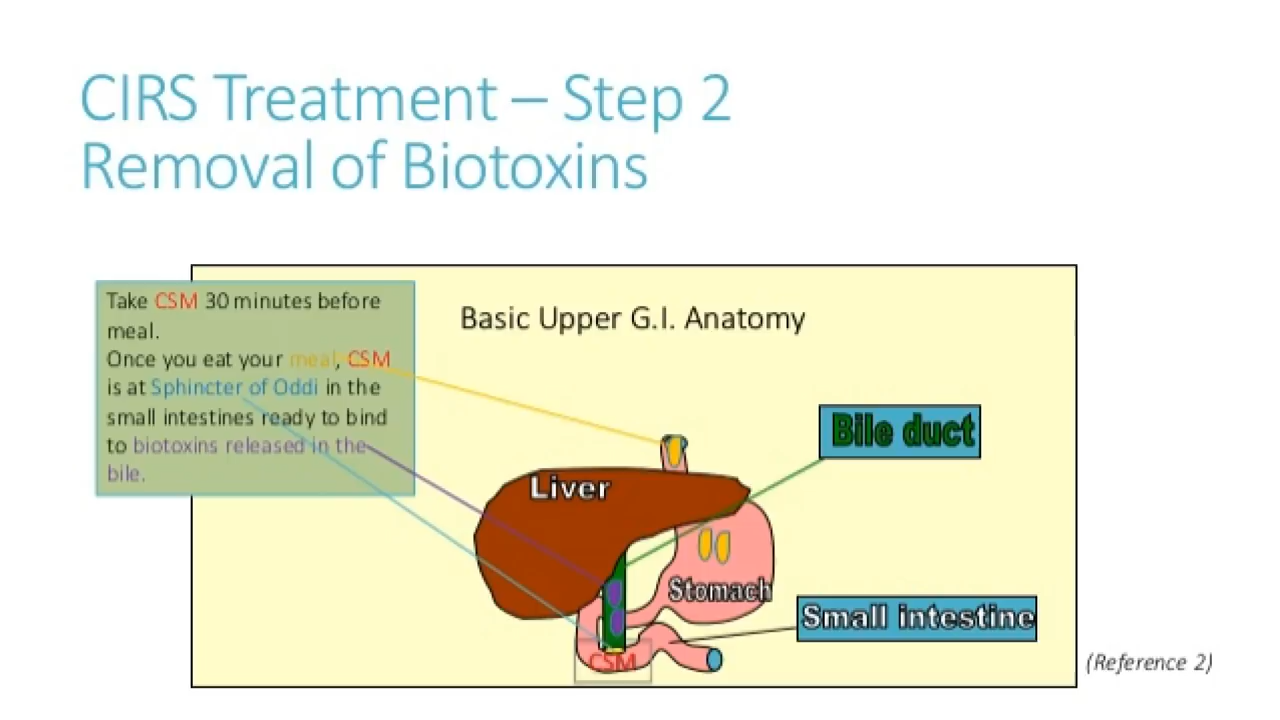 CIRS Treatment – Step 2
Removal of Biotoxins
Take CSM 30 minutes before
meal.
Once you eat your meal, CSM
is at Sphincter of Oddi in the
small intestines ready to bind
to biotoxins released in the
bile.
Basic Upper G.I. Anatomy
Bile duct
Liver
Stomach
Small intestine
CSM
(Reference 2)